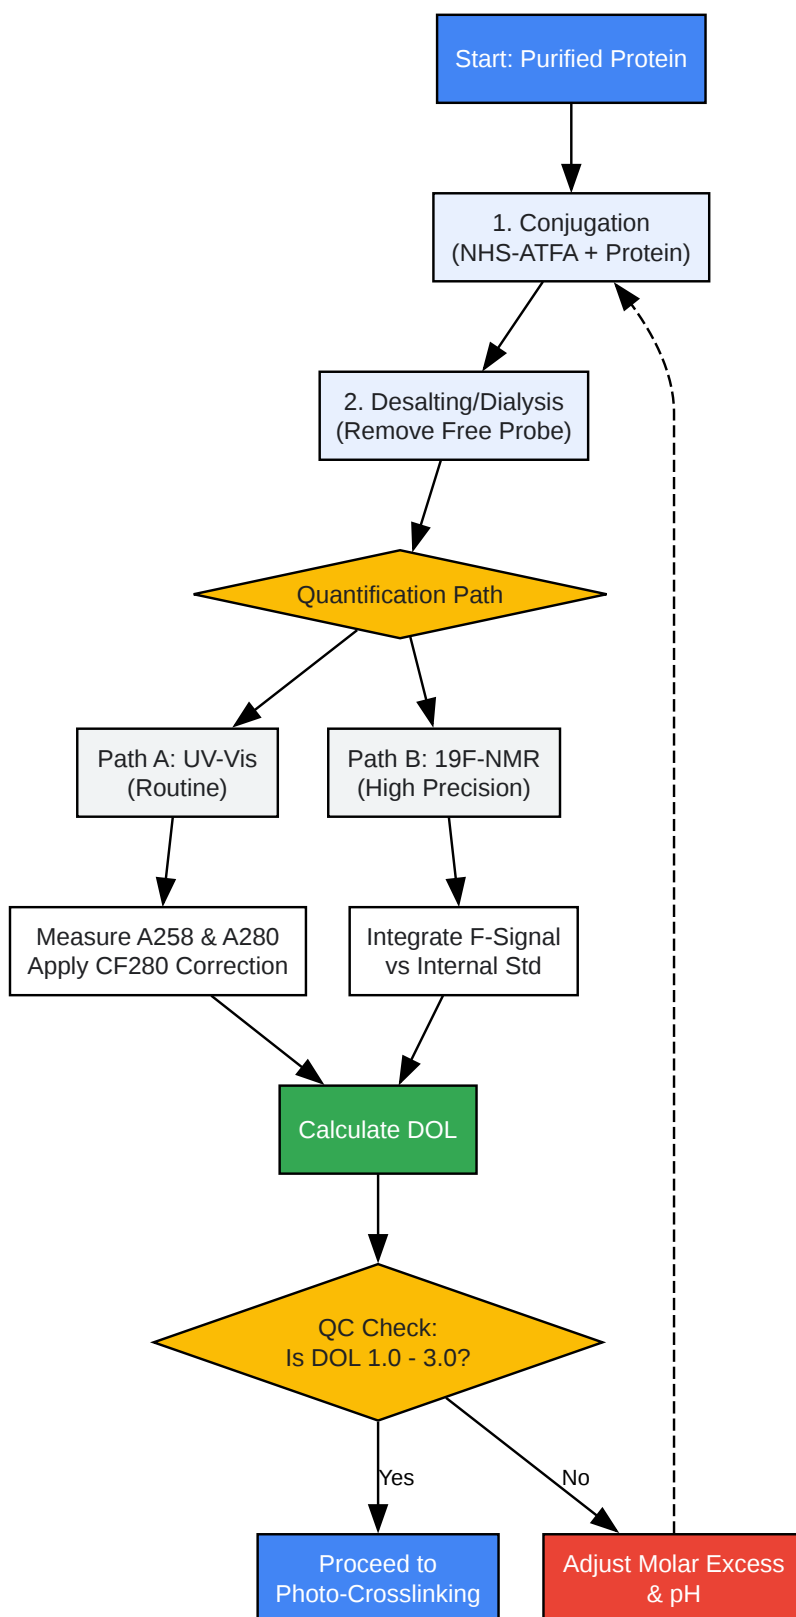 Start: Purified Protein
1. Conjugation
(NHS-ATFA + Protein)
2. Desalting/Dialysis
(Remove Free Probe)
Quantification Path
Path A: UV-Vis
(Routine)
Path B: 19F-NMR
(High Precision)
Measure A258 & A280
Apply CF280 Correction
Integrate F-Signal
vs Internal Std
Calculate DOL
QC Check:
Is DOL 1.0 - 3.0?
Yes
No
Proceed to
Photo-Crosslinking
Adjust Molar Excess
& pH